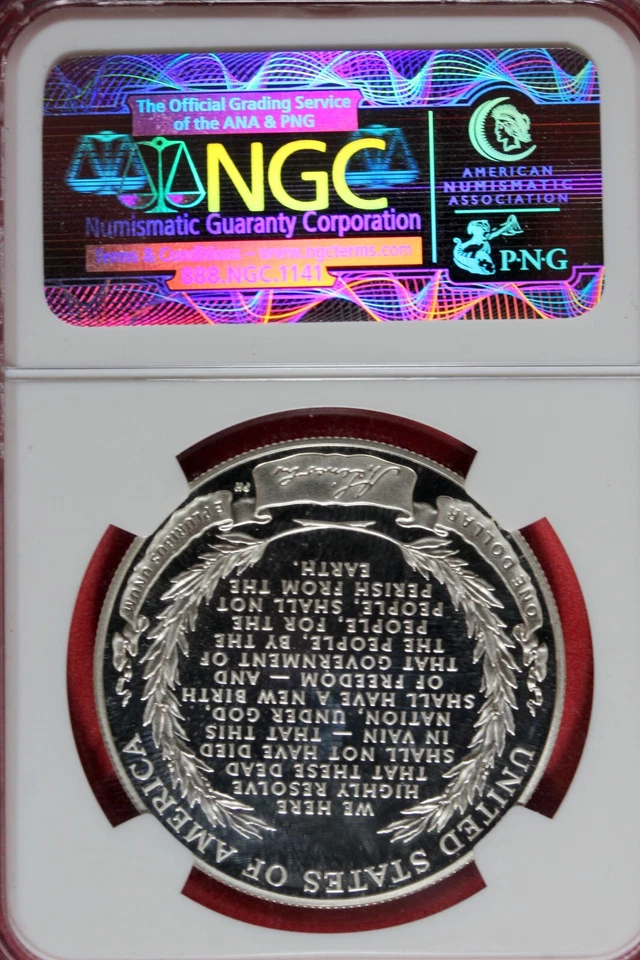 The Official Grading Service
of the ANA & PNG
NGC
Numismatic Guaranty Corporation
Terms & Conditions - www.ngcterms.com
888.NGC.1141
AMERICAN
NUMISMATIC
ASSOCIATION
P·N·G
UNITED STATES OF AMERICA
WE HERE
HIGHLY RESOLVE
THAT THESE DEAD
SHALL NOT HAVE DIED
IN VAIN — THAT THIS
NATION, UNDER GOD,
SHALL HAVE A NEW BIRTH
OF FREEDOM — AND
THAT GOVERNMENT OF
THE PEOPLE, BY THE
PEOPLE, FOR THE
PEOPLE, SHALL NOT
PERISH FROM THE
EARTH.
ONE DOLLAR
A. Lincoln
E PLURIBUS UNUM